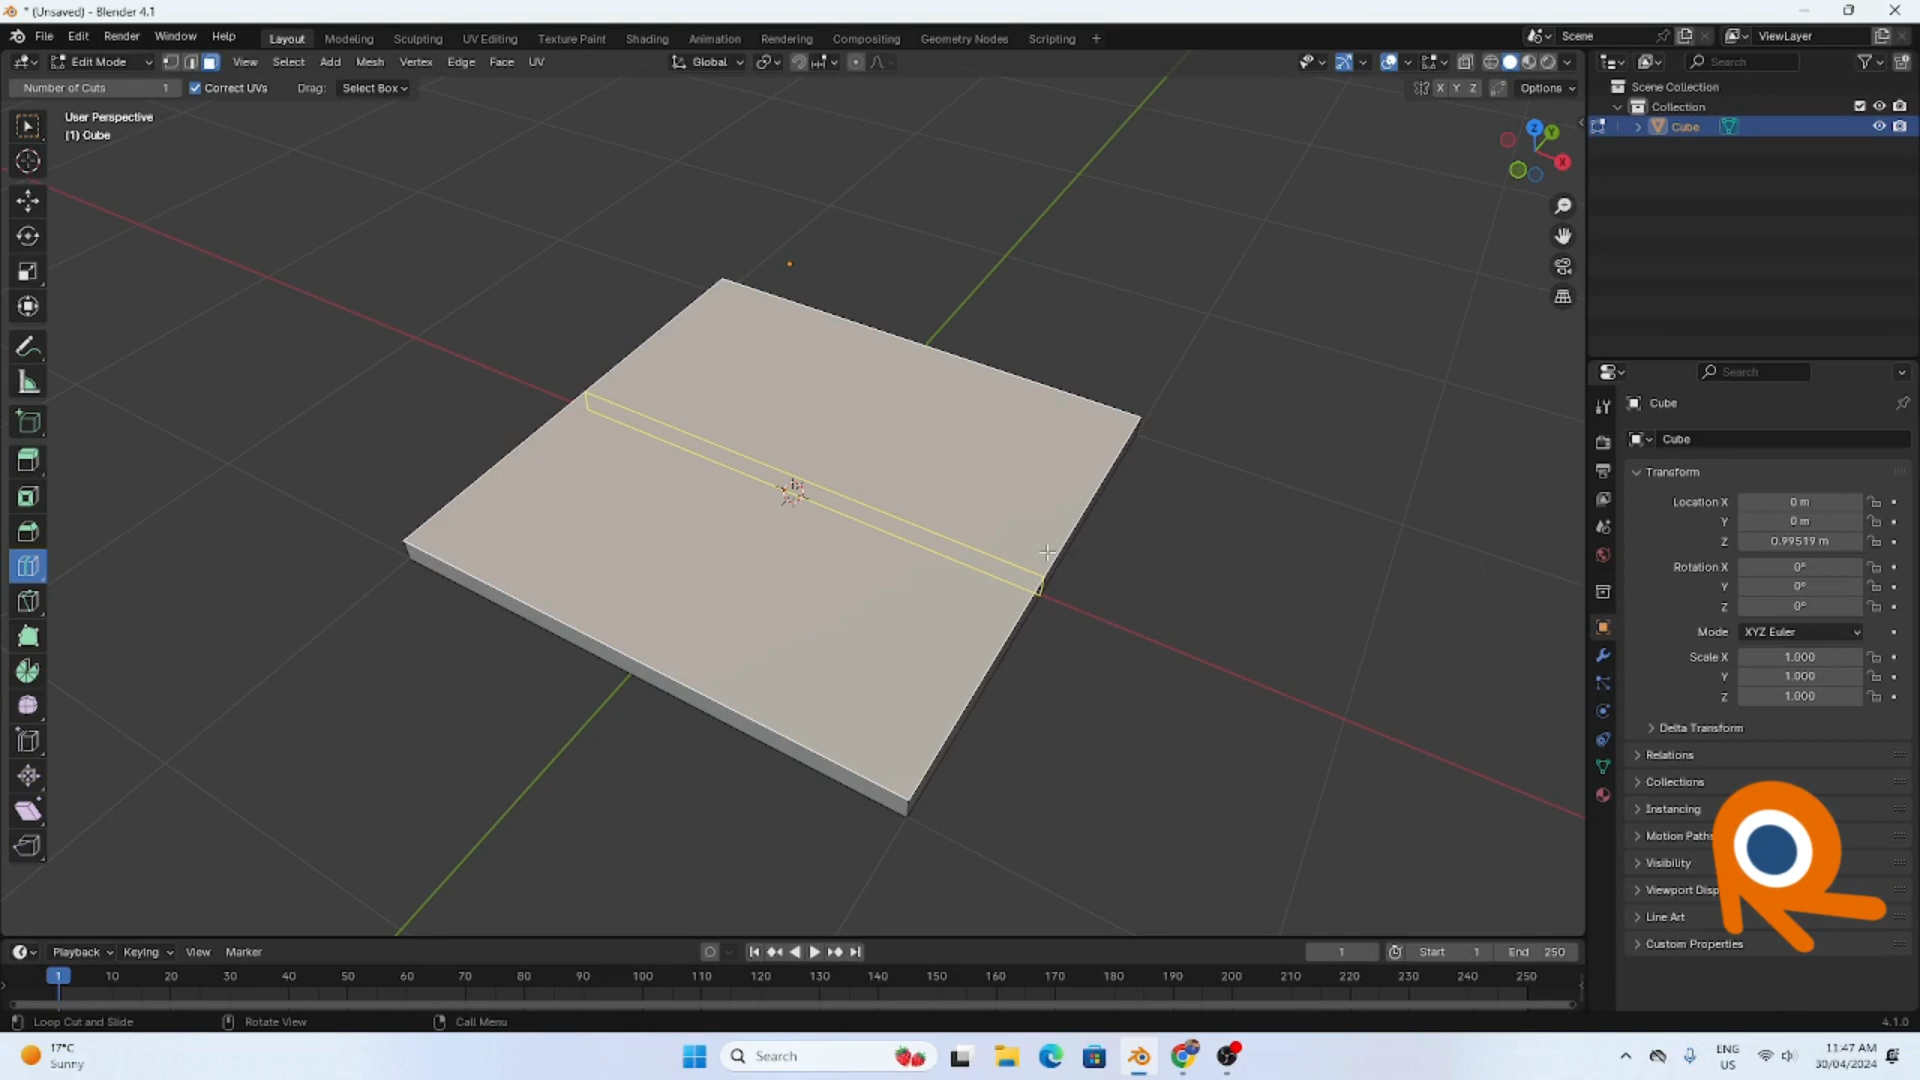 * (Unsaved) - Blender 4.1
File Edit Render Window Help Layout Modeling Sculpting UV Editing Texture Paint Shading Animation Rendering Compositing Geometry Nodes Scripting + Scene ViewLayer
Edit Mode View Select Add Mesh Vertex Edge Face UV Global Search
Number of Cuts 1 Correct UVs Drag: Select Box X Y Z Options
Scene Collection
Collection
Cube
User Perspective
(1) Cube
Z Y X
Search
Cube
Cube
Transform
Location X 0 m
Y 0 m
Z 0.99519 m
Rotation X 0°
Y 0°
Z 0°
Mode XYZ Euler
Scale X 1.000
Y 1.000
Z 1.000
Delta Transform
Relations
Collections
Instancing
Motion Paths
Visibility
Viewport Disp
Line Art
Custom Properties
Playback Keying View Marker 1 Start 1 End 250
1 10 20 30 40 50 60 70 80 90 100 110 120 130 140 150 160 170 180 190 200 210 220 230 240 250
Loop Cut and Slide Rotate View Call Menu 4.1.0
17°C
Sunny
Search
ENG
US
11:47 AM
30/04/2024